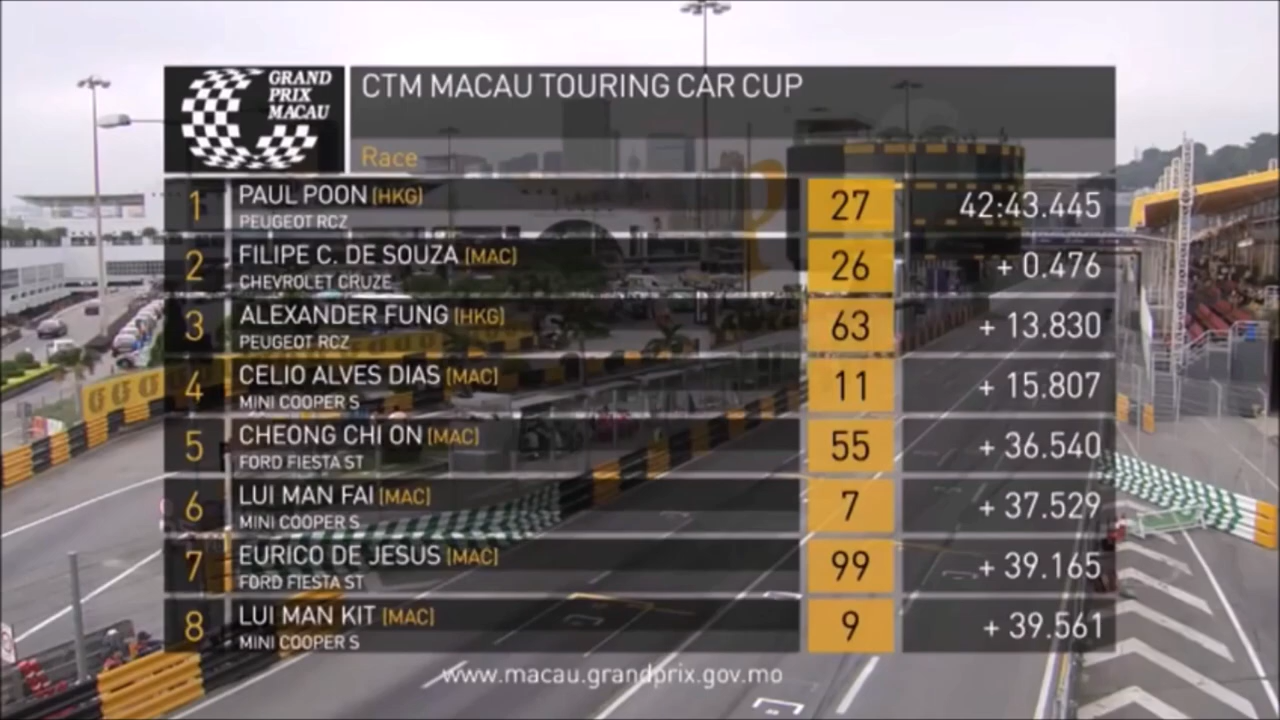 GRAND
PRIX
MACAU
CTM MACAU TOURING CAR CUP
Race
1 PAUL POON (HKG) 27 42:43.445
PEUGEOT RCZ
2 FILIPE C. DE SOUZA (MAC) 26 + 0.476
CHEVROLET CRUZE
3 ALEXANDER FUNG (HKG) 63 + 13.830
PEUGEOT RCZ
4 CELIO ALVES DIAS (MAC) 11 + 15.807
MINI COOPER S
5 CHEONG CHI ON (MAC) 55 + 36.540
FORD FIESTA ST
6 LUI MAN FAI (MAC) 7 + 37.529
MINI COOPER S
7 EURICO DE JESUS (MAC) 99 + 39.165
FORD FIESTA ST
8 LUI MAN KIT (MAC) 9 + 39.561
MINI COOPER S
www.macau.grandprix.gov.mo